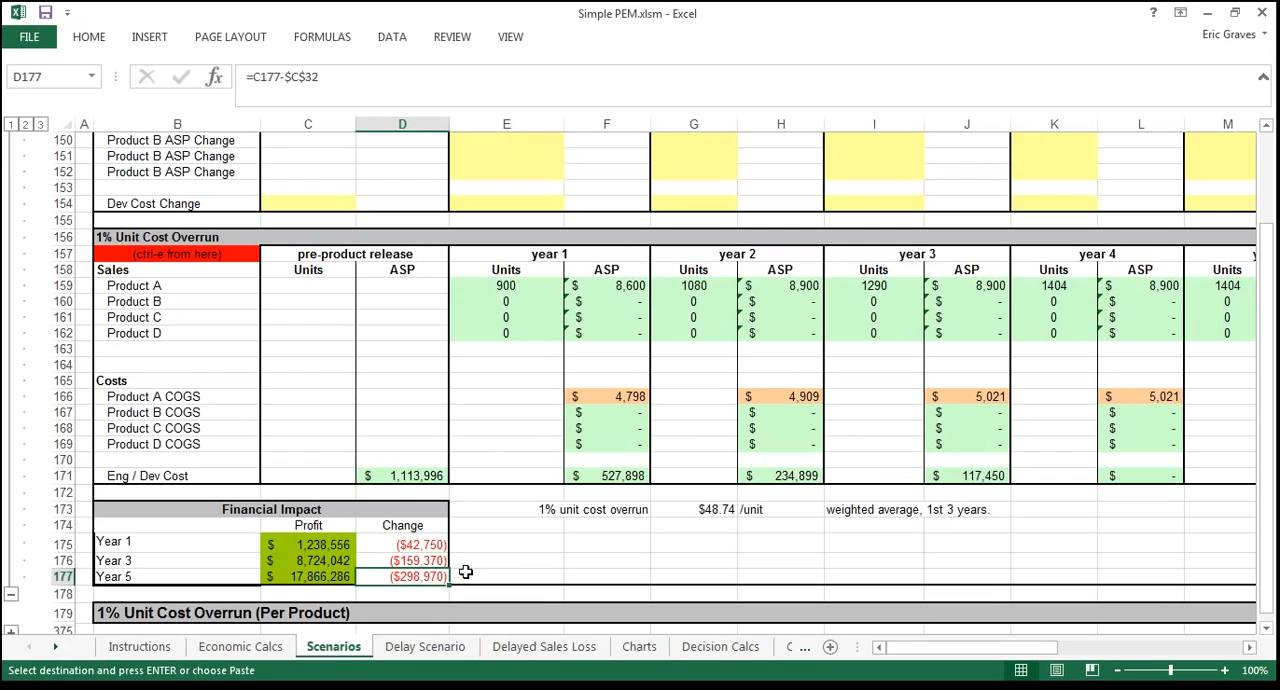 Simple PEM.xlsm - Excel
FILE HOME INSERT PAGE LAYOUT FORMULAS DATA REVIEW VIEW Eric Graves
D177 fx =C177-$C$32
1 2 3 A B C D E F G H I J K L M
150 Product B ASP Change
151 Product B ASP Change
152 Product B ASP Change
153
154 Dev Cost Change
155
156 1% Unit Cost Overrun
157 (ctrl-e from here) pre-product release year 1 year 2 year 3 year 4
158 Sales Units ASP Units ASP Units ASP Units ASP Units ASP Units
159 Product A 900 $ 8,600 1080 $ 8,900 1290 $ 8,900 1404 $ 8,900 1404
160 Product B 0 $ - 0 $ - 0 $ - 0 $ - 0
161 Product C 0 $ - 0 $ - 0 $ - 0 $ - 0
162 Product D 0 $ - 0 $ - 0 $ - 0 $ - 0
163
164
165 Costs
166 Product A COGS $ 4,798 $ 4,909 $ 5,021 $ 5,021
167 Product B COGS $ - $ - $ - $ -
168 Product C COGS $ - $ - $ - $ -
169 Product D COGS $ - $ - $ - $ -
170
171 Eng / Dev Cost $ 1,113,996 $ 527,898 $ 234,899 $ 117,450 $ -
172
173 Financial Impact 1% unit cost overrun $48.74 /unit weighted average, 1st 3 years.
174 Profit Change
175 Year 1 $ 1,238,556 ($42,750)
176 Year 3 $ 8,724,042 ($159,370)
177 Year 5 $ 17,866,286 ($298,970)
178
179 1% Unit Cost Overrun (Per Product)
375
Instructions Economic Calcs Scenarios Delay Scenario Delayed Sales Loss Charts Decision Calcs C ...
Select destination and press ENTER or choose Paste 100%